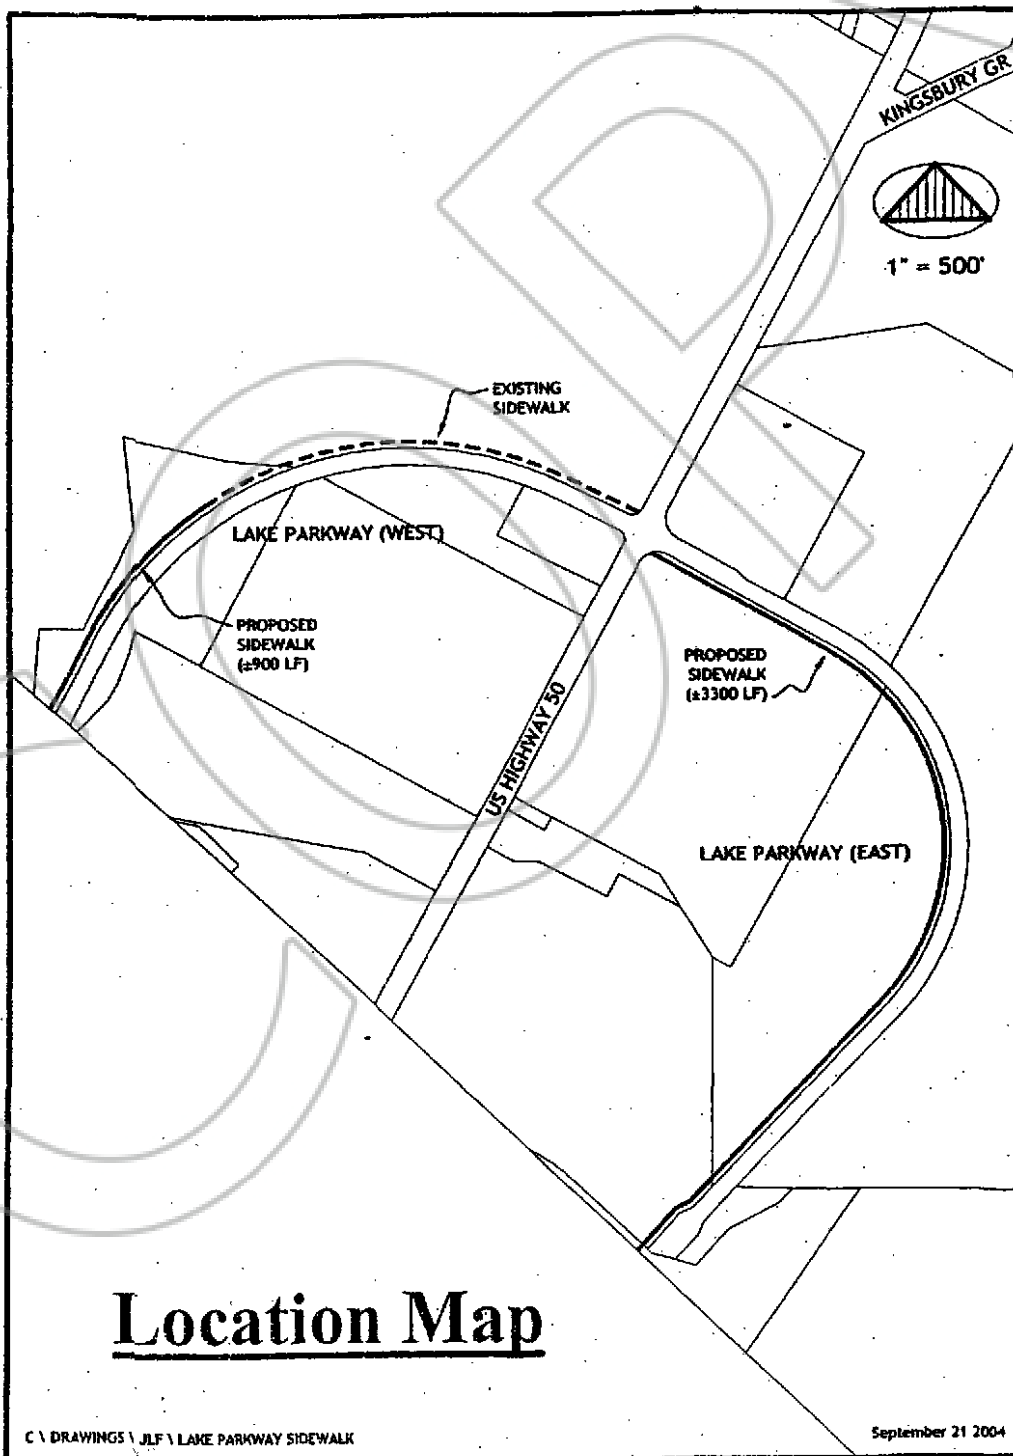 KINGSBURY GR
1" = 500'
EXISTING
SIDEWALK
LAKE PARKWAY (WEST)
PROPOSED
SIDEWALK
(±900 LF)
PROPOSED
SIDEWALK
(±3300 LF)
US HIGHWAY 50
LAKE PARKWAY (EAST)
Location Map
C \ DRAWINGS \ JLF \ LAKE PARKWAY SIDEWALK
September 21 2004
COP